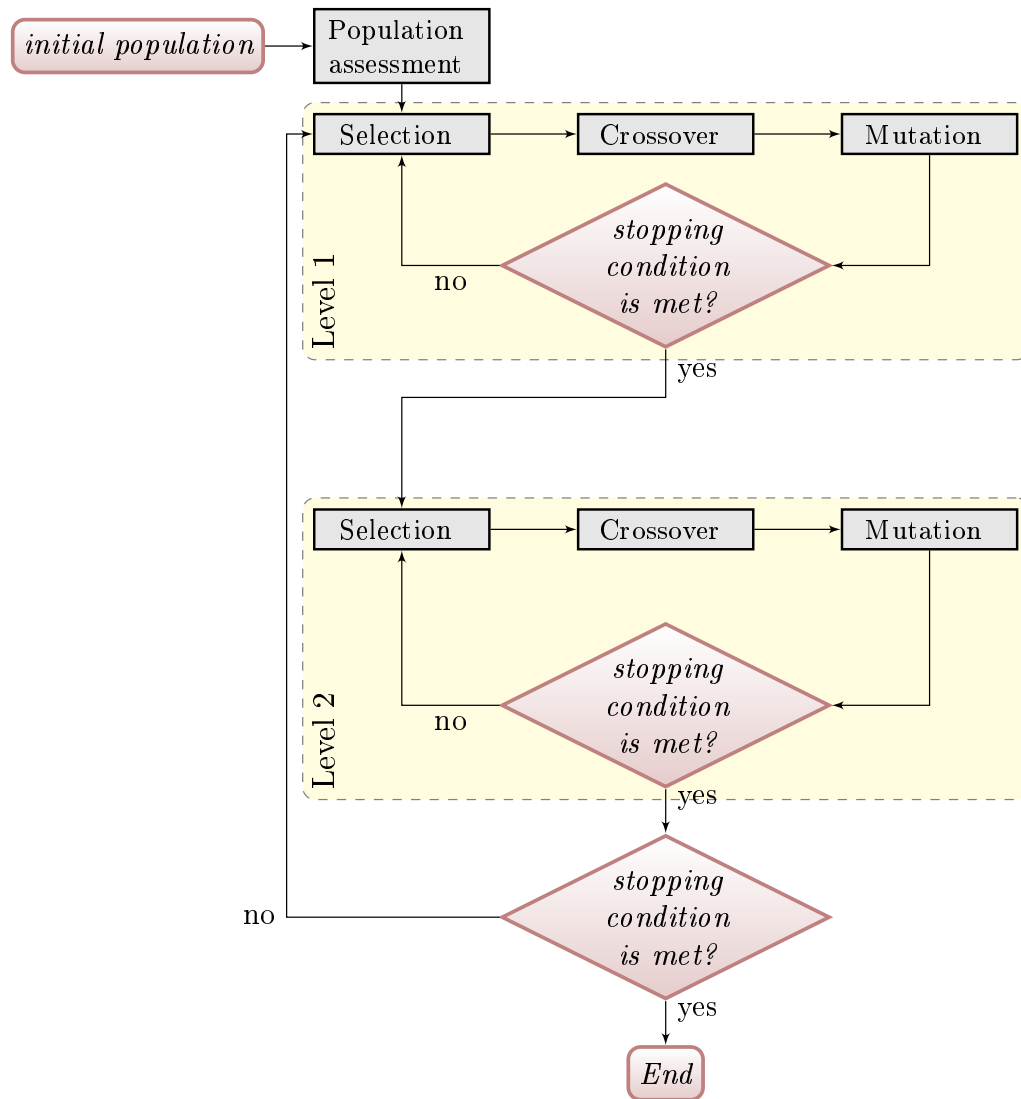 initial population
Population
assessment
Selection
Crossover
Mutation
stopping
condition
is met?
no
Level 1
yes
Selection
Crossover
Mutation
stopping
condition
is met?
no
Level 2
yes
stopping
condition
is met?
no
yes
End